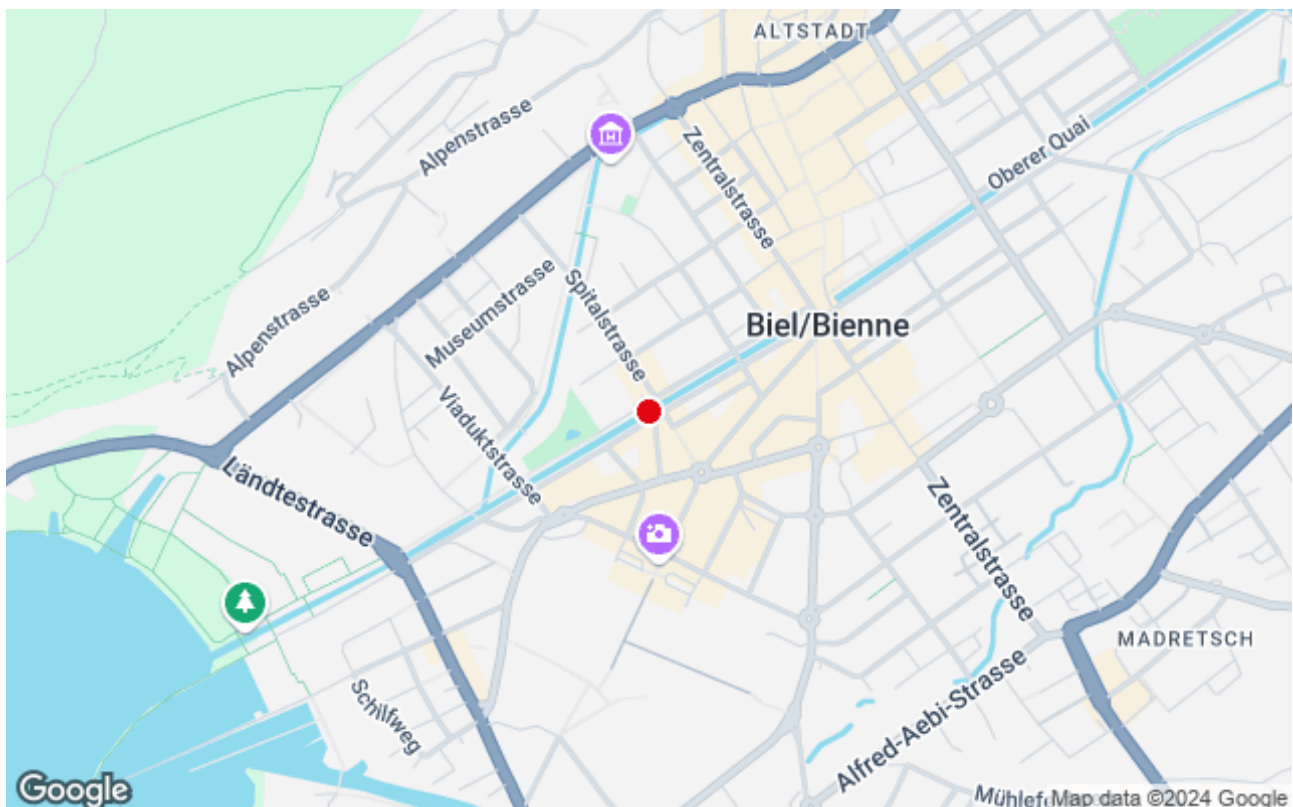 ALTSTADT
Alpenstrasse
Zentralstrasse
Oberer Quai
Museumstrasse
Spitalstrasse
Alpenstrasse
Biel/Bienne
Viaduktstrasse
Ländtestrasse
Zentralstrasse
MADRETSCH
Schilfweg
Alfred-Aebi-Strasse
Google
Map data ©2024 Google